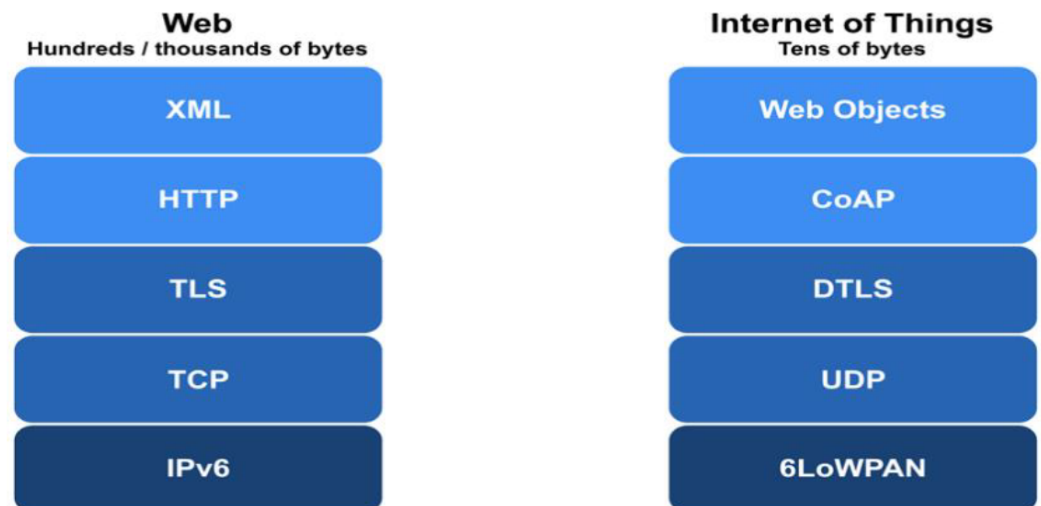 Web
Hundreds / thousands of bytes
XML
HTTP
TLS
TCP
IPv6
Internet of Things
Tens of bytes
Web Objects
CoAP
DTLS
UDP
6LoWPAN